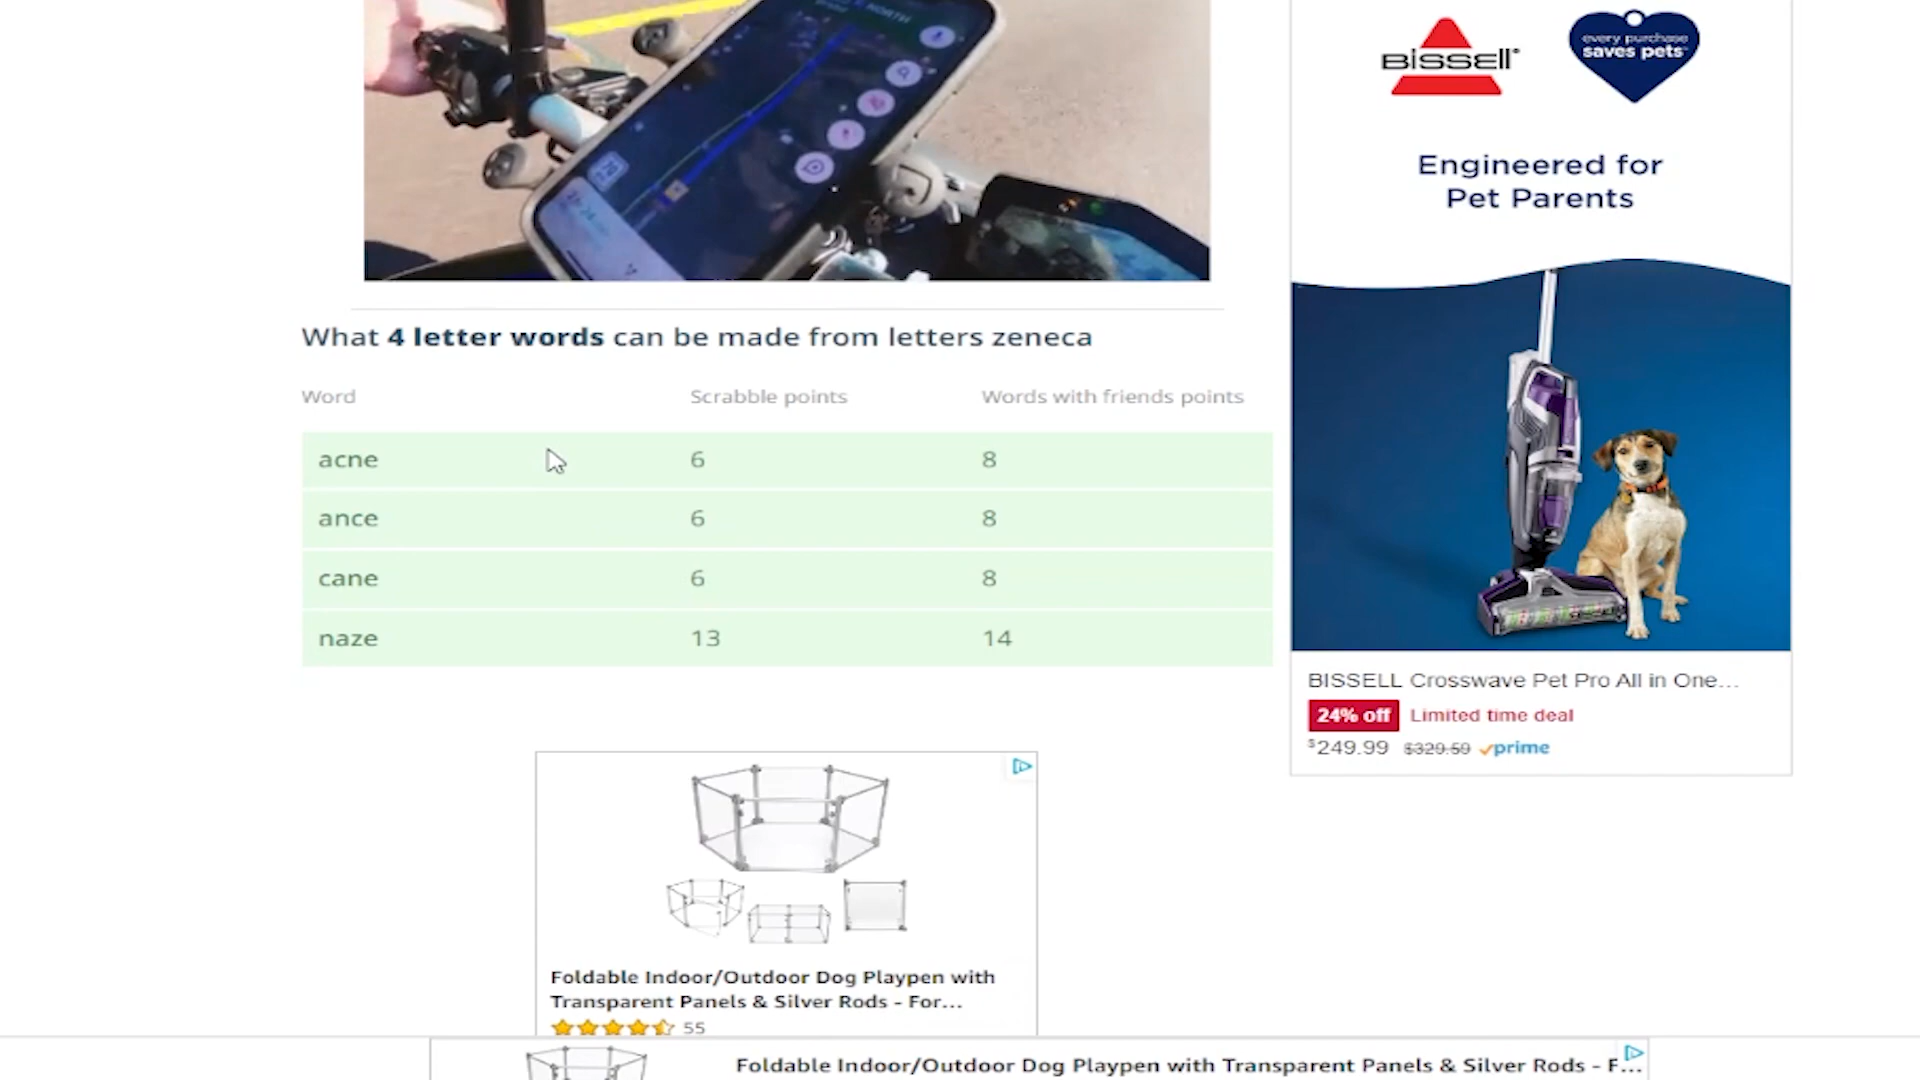 NORTH
BISSELL
every purchase
saves pets
Engineered for
Pet Parents
What 4 letter words can be made from letters zeneca
Word Scrabble points Words with friends points
acne 6 8
ance 6 8
cane 6 8
naze 13 14
BISSELL Crosswave Pet Pro All in One...
24% off Limited time deal
$249.99 $329.59 prime
Foldable Indoor/Outdoor Dog Playpen with
Transparent Panels & Silver Rods - For...
55
Foldable Indoor/Outdoor Dog Playpen with Transparent Panels & Silver Rods - F...